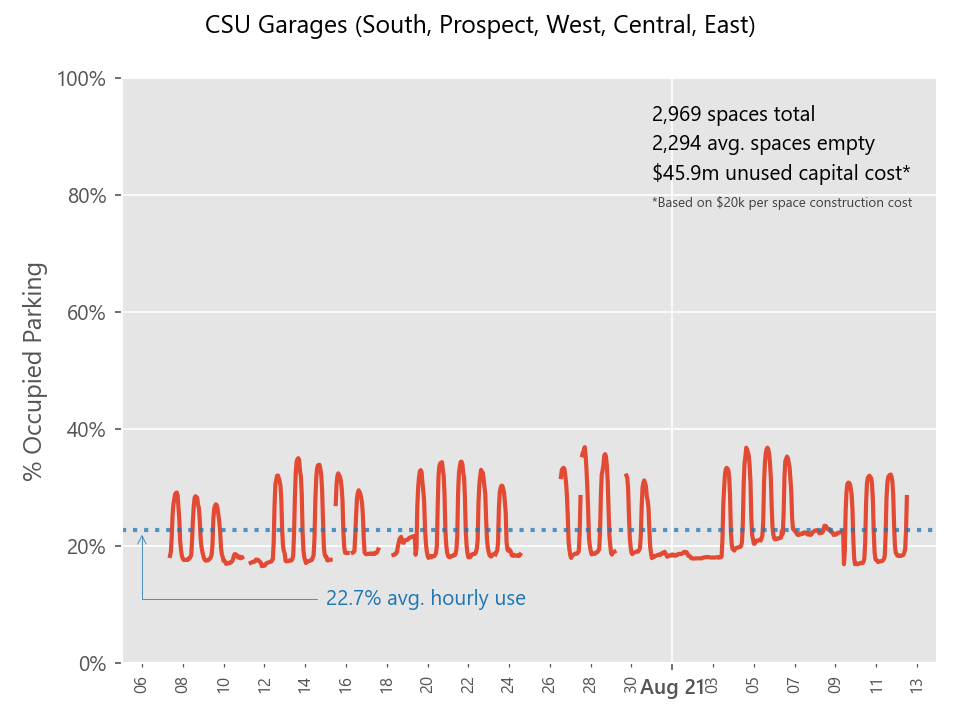 CSU Garages (South, Prospect, West, Central, East)
100%
80%
60%
40%
20%
0%
% Occupied Parking
2,969 spaces total
2,294 avg. spaces empty
$45.9m unused capital cost*
*Based on $20k per space construction cost
22.7% avg. hourly use
06 08 10 12 14 16 18 20 22 24 26 28 30 Aug 21 03 05 07 09 11 13